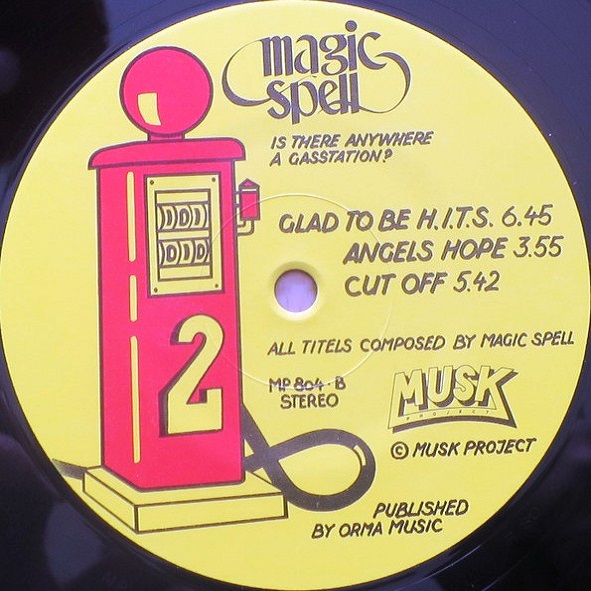 magic
spell
IS THERE ANYWHERE
A GASSTATION?
GLAD TO BE H.I.T.S. 6.45
ANGELS HOPE 3.55
CUT OFF 5.42
2
ALL TITELS COMPOSED BY MAGIC SPELL
MP 804 · B
STEREO
MUSK
PROJECT
© MUSK PROJECT
PUBLISHED
BY ORMA MUSIC